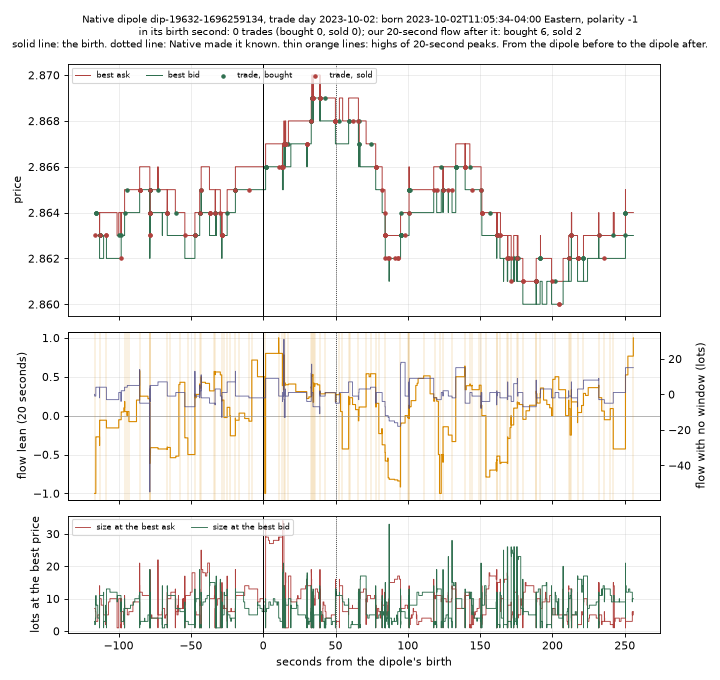 Native dipole dip-19632-1696259134, trade day 2023-10-02: born 2023-10-02T11:05:34-04:00 Eastern, polarity -1
in its birth second: 0 trades (bought 0, sold 0); our 20-second flow after it: bought 6, sold 2
solid line: the birth. dotted line: Native made it known. thin orange lines: highs of 20-second peaks. From the dipole before to the dipole after.
best ask
best bid
trade, bought
trade, sold
2.870
2.868
2.866
2.864
2.862
2.860
price
1.0
0.5
0.0
−0.5
−1.0
flow lean (20 seconds)
20
0
−20
−40
flow with no window (lots)
size at the best ask
size at the best bid
30
20
10
0
lots at the best price
−100
−50
0
50
100
150
200
250
seconds from the dipole's birth